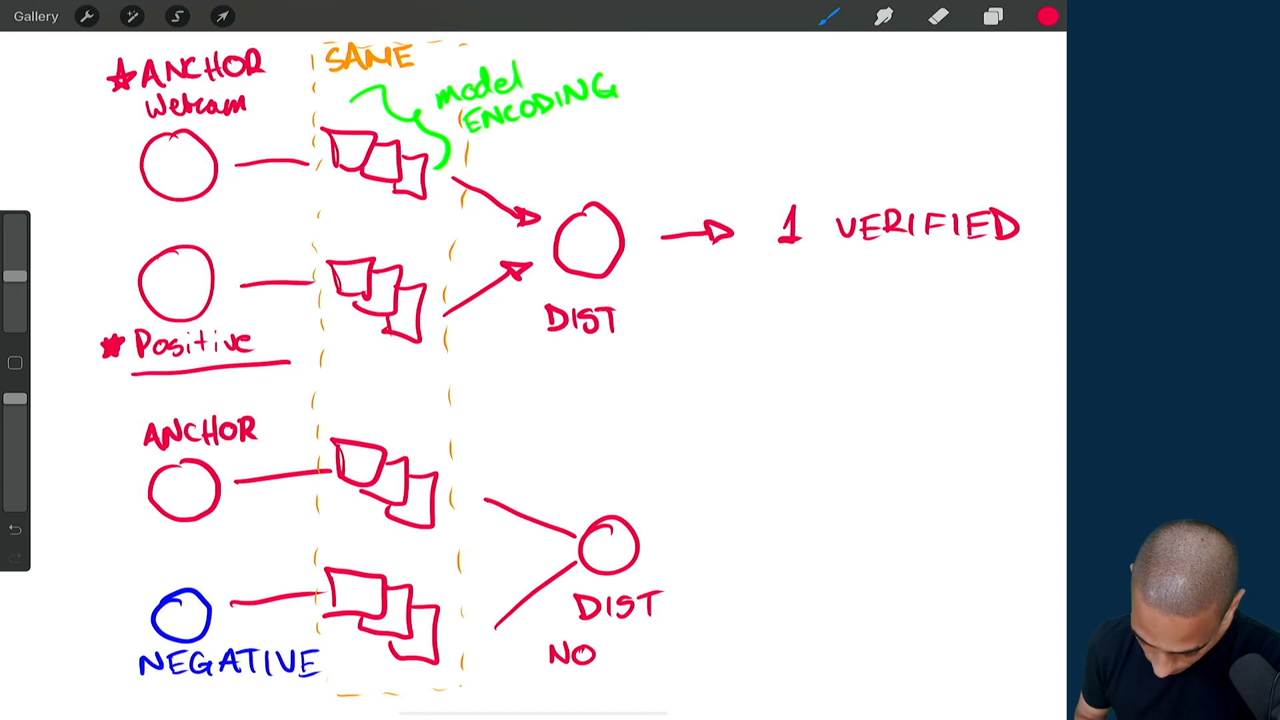 Gallery
SAME
ANCHOR
Webcam
model
ENCODING
1 VERIFIED
DIST
Positive
ANCHOR
DIST
NO
NEGATIVE